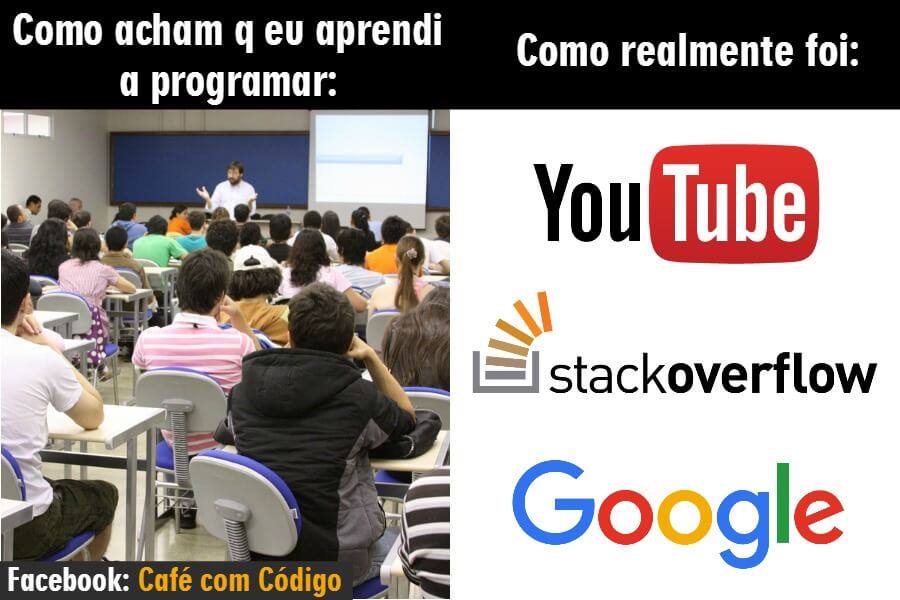 Como acham q eu aprendi
a programar:
Como realmente foi:
YouTube
stackoverflow
Google
Facebook: Café com Código